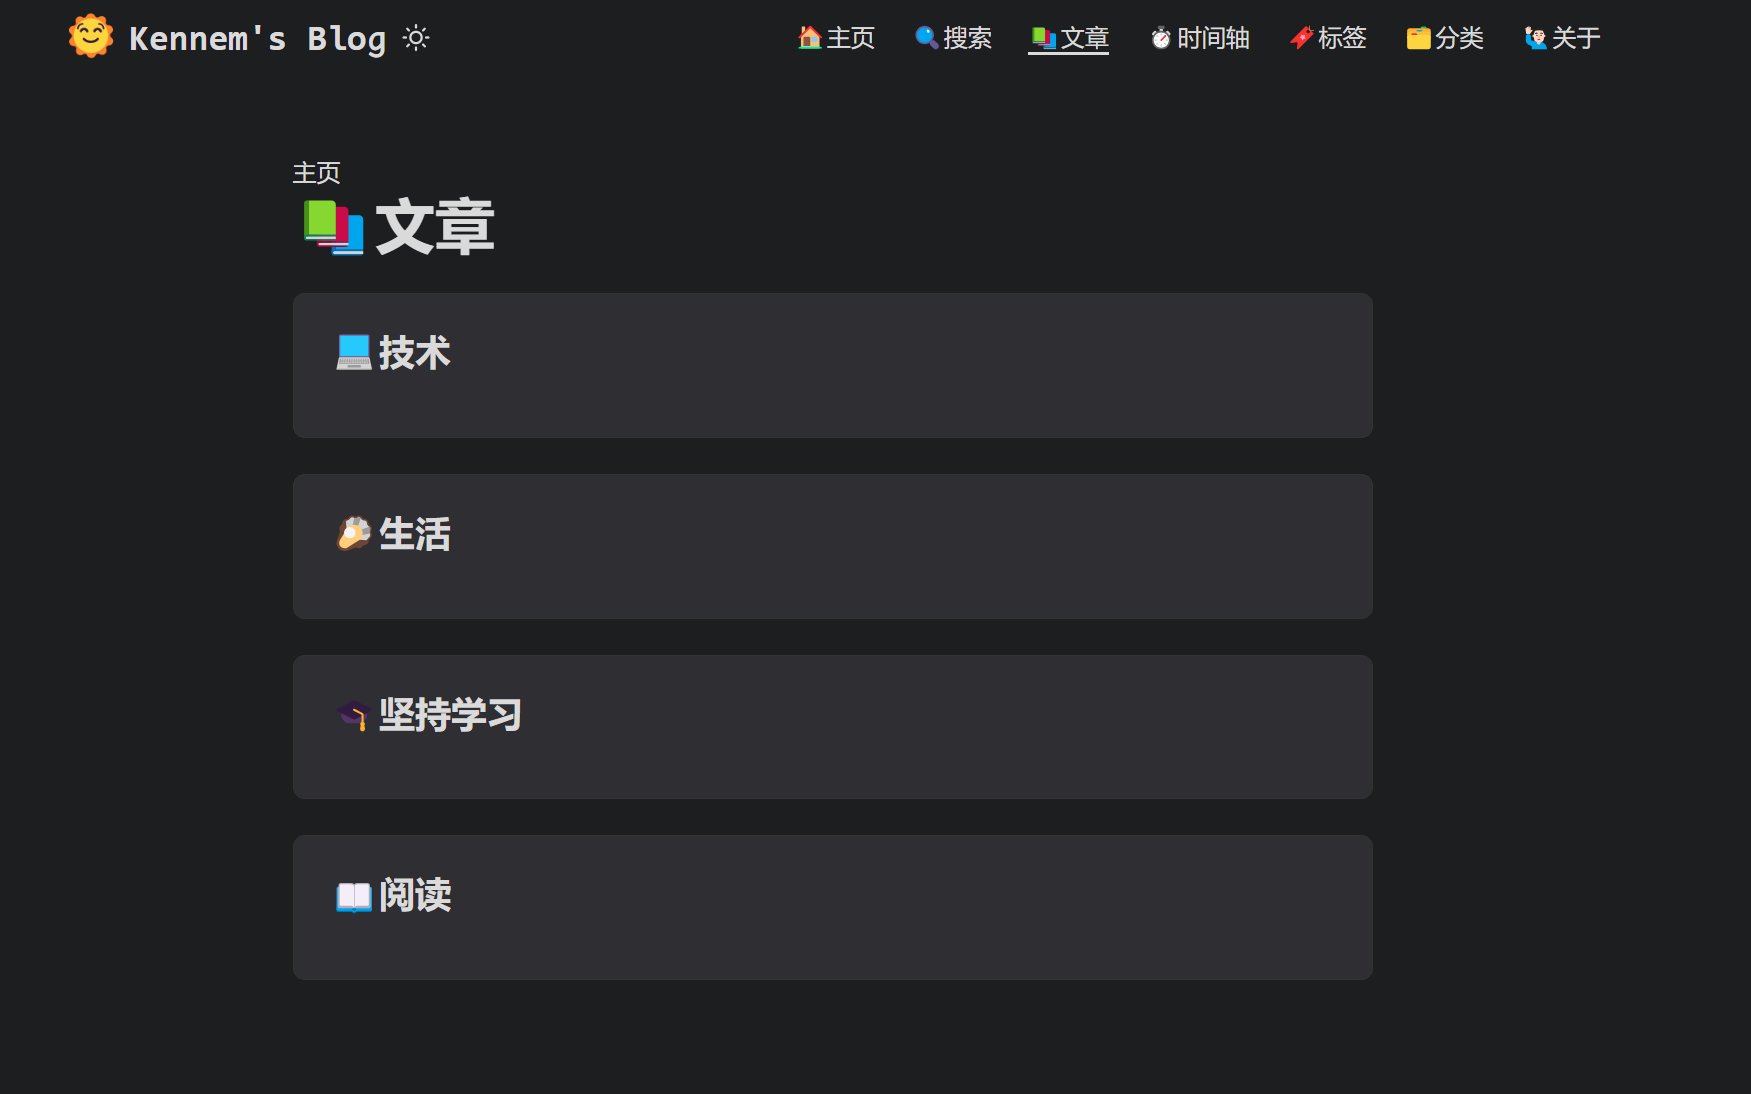 Kennem's Blog
🏠主页 🔍搜索 📚文章 ⏱主时间轴 🔖标签 🗂️分类 🙋🏻‍♂️关于
主页
📚文章
💻技术
🦪生活
🎓坚持学习
📖阅读